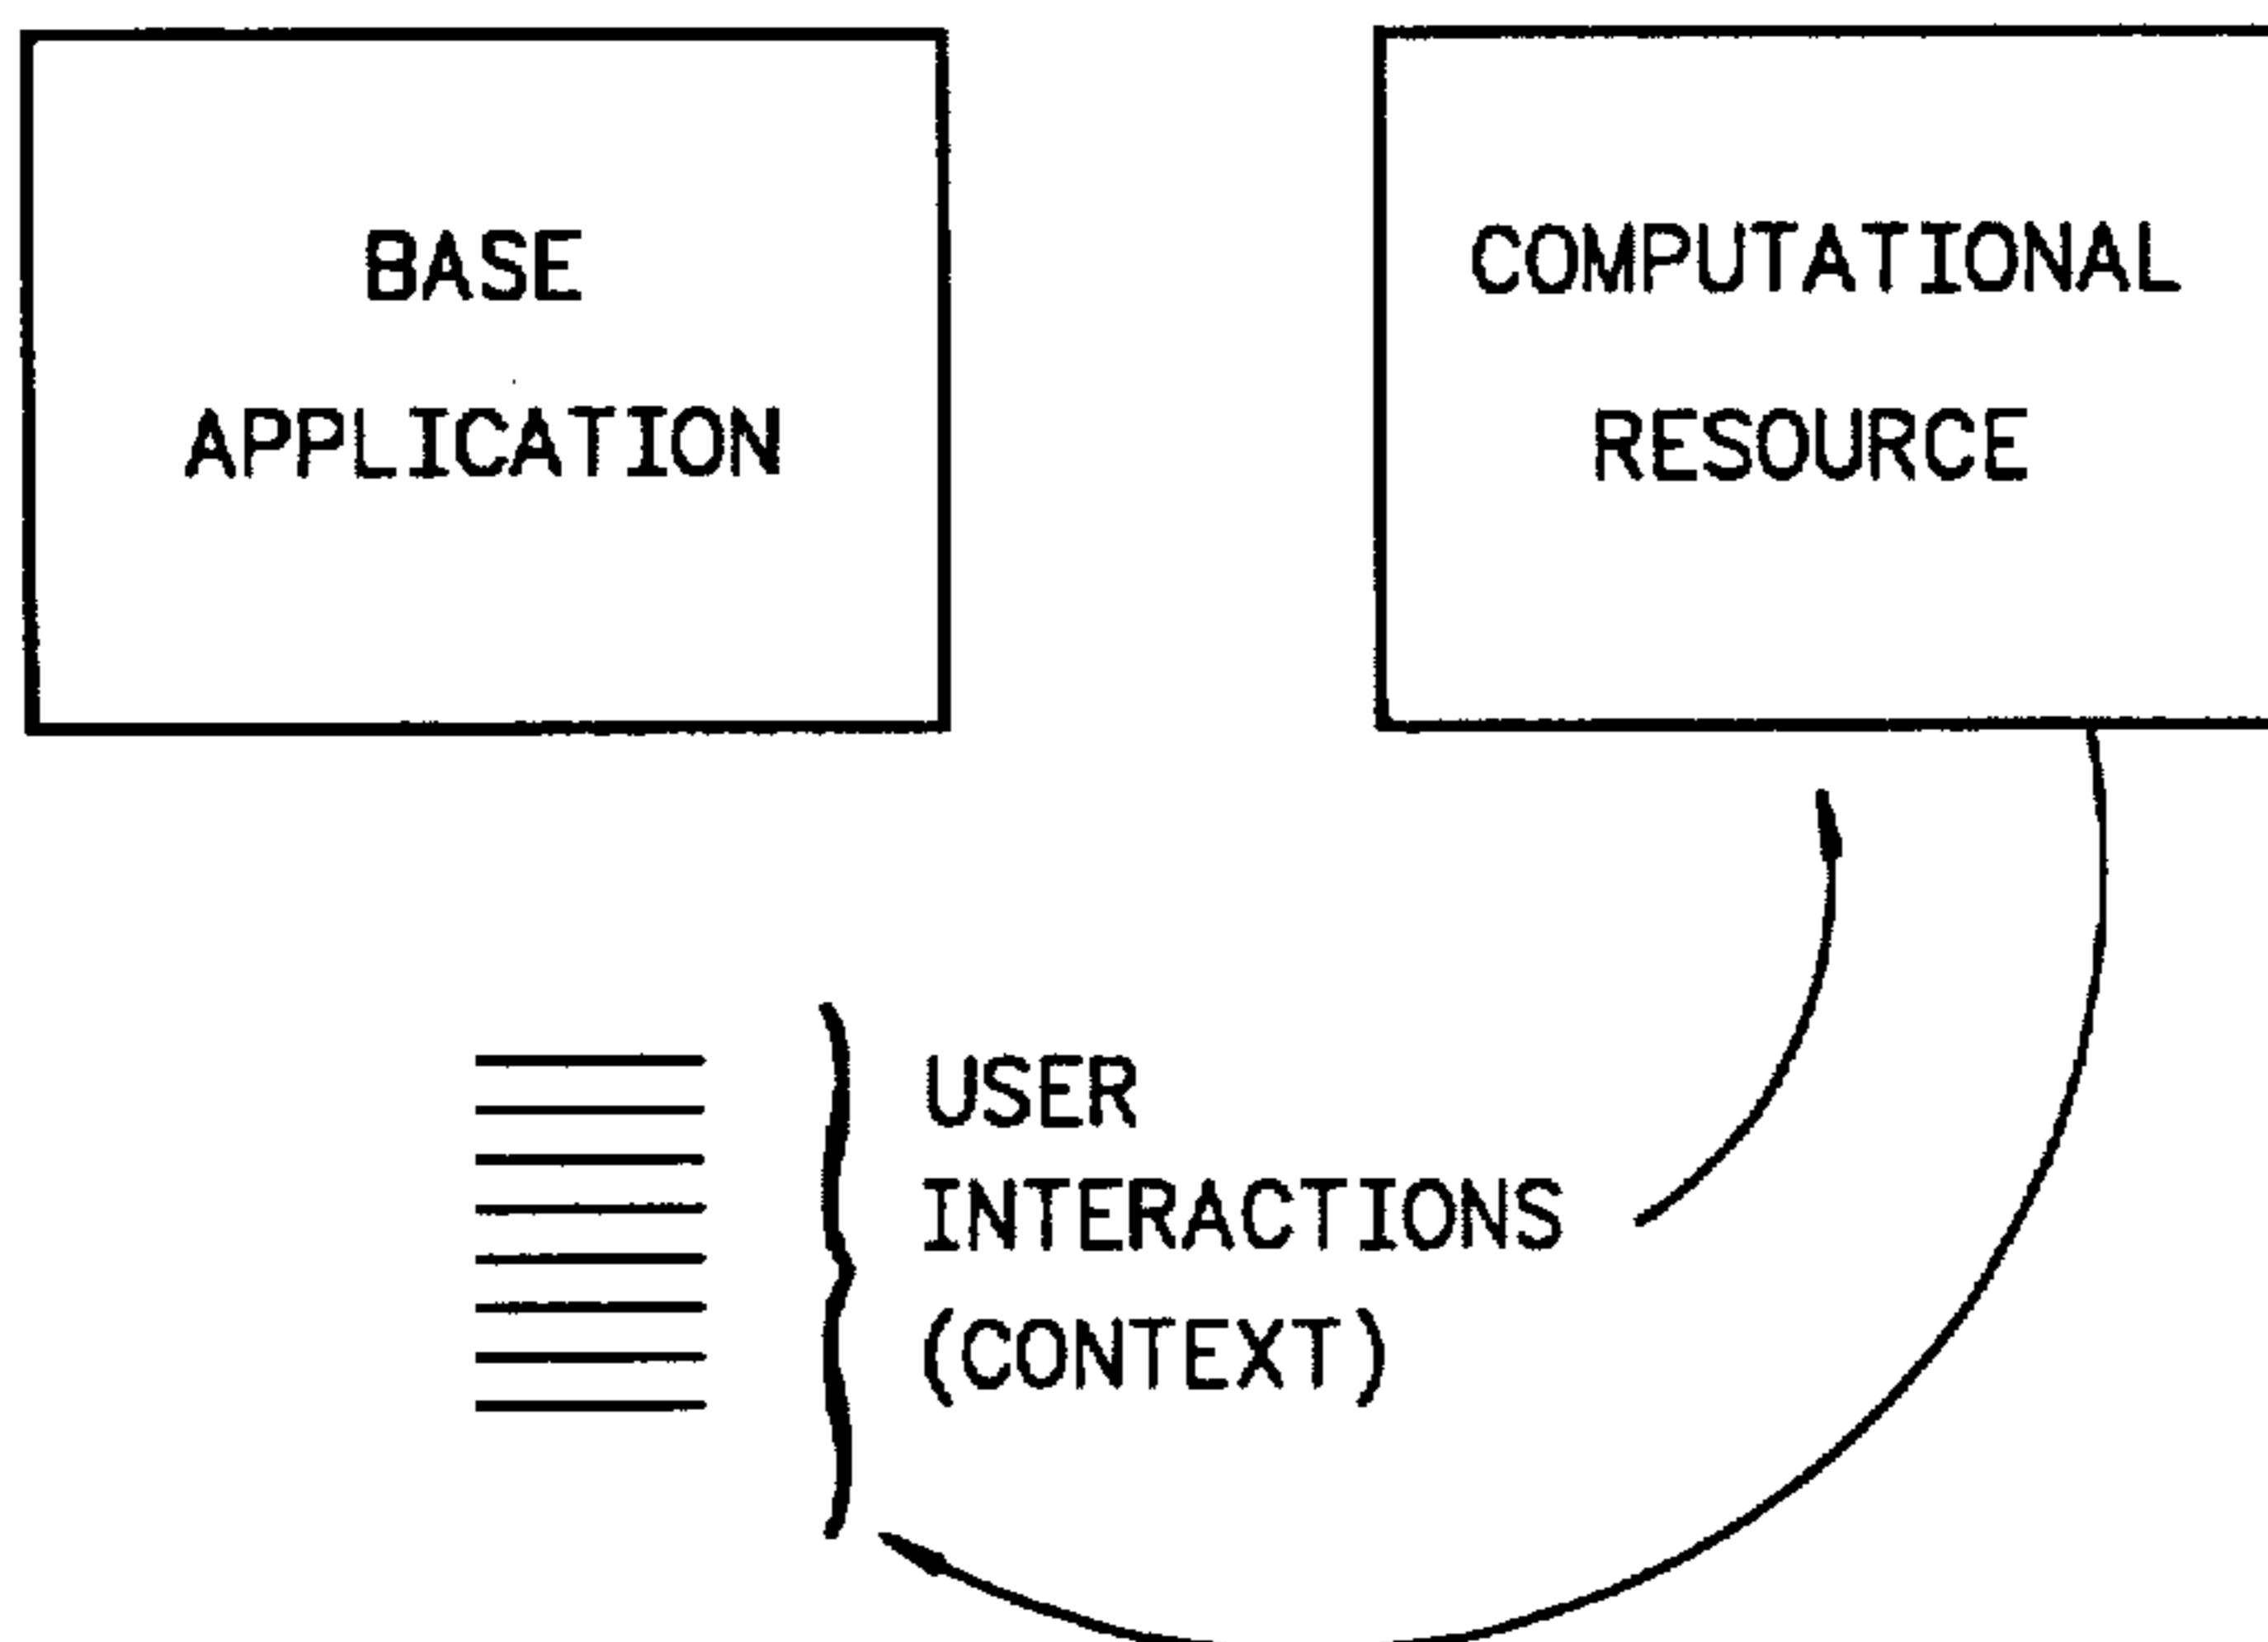 BASE
APPLICATION
COMPUTATIONAL
RESOURCE
USER
INTERACTIONS
(CONTEXT)